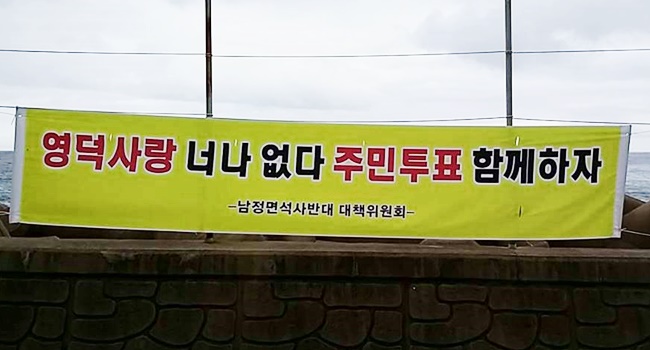 영덕사랑 너나 없다 주민투표 함께하자
-남정면석사반대 대책위원회-